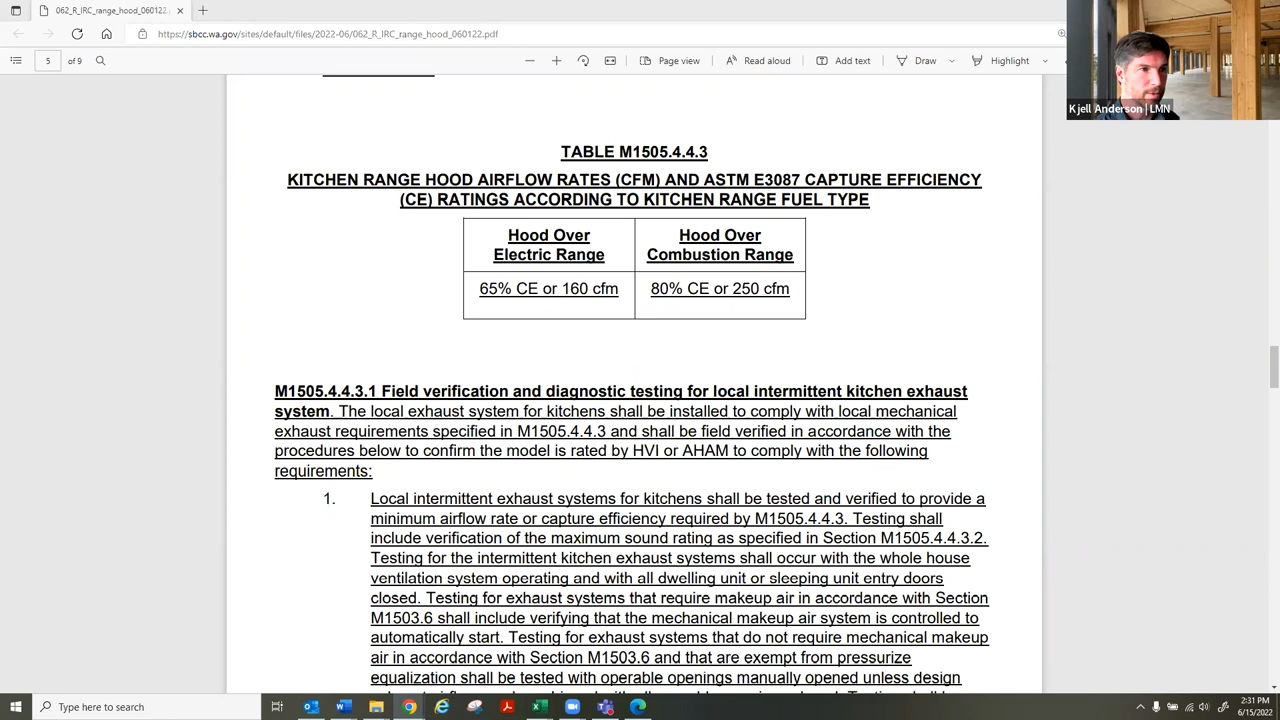 062_R_IRC_range_hood_060122.
https://sbcc.wa.gov/sites/default/files/2022-06/062_R_IRC_range_hood_060122.pdf
5 of 9
Page view
Read aloud
Add text
Draw
Highlight
Kjell Anderson | LMN
TABLE M1505.4.4.3
KITCHEN RANGE HOOD AIRFLOW RATES (CFM) AND ASTM E3087 CAPTURE EFFICIENCY
(CE) RATINGS ACCORDING TO KITCHEN RANGE FUEL TYPE
Hood Over
Electric Range
Hood Over
Combustion Range
65% CE or 160 cfm
80% CE or 250 cfm
M1505.4.4.3.1 Field verification and diagnostic testing for local intermittent kitchen exhaust
system. The local exhaust system for kitchens shall be installed to comply with local mechanical
exhaust requirements specified in M1505.4.4.3 and shall be field verified in accordance with the
procedures below to confirm the model is rated by HVI or AHAM to comply with the following
requirements:
1. Local intermittent exhaust systems for kitchens shall be tested and verified to provide a
minimum airflow rate or capture efficiency required by M1505.4.4.3. Testing shall
include verification of the maximum sound rating as specified in Section M1505.4.4.3.2.
Testing for the intermittent kitchen exhaust systems shall occur with the whole house
ventilation system operating and with all dwelling unit or sleeping unit entry doors
closed. Testing for exhaust systems that require makeup air in accordance with Section
M1503.6 shall include verifying that the mechanical makeup air system is controlled to
automatically start. Testing for exhaust systems that do not require mechanical makeup
air in accordance with Section M1503.6 and that are exempt from pressurize
equalization shall be tested with operable openings manually opened unless design
Type here to search
2:31 PM
6/15/2022